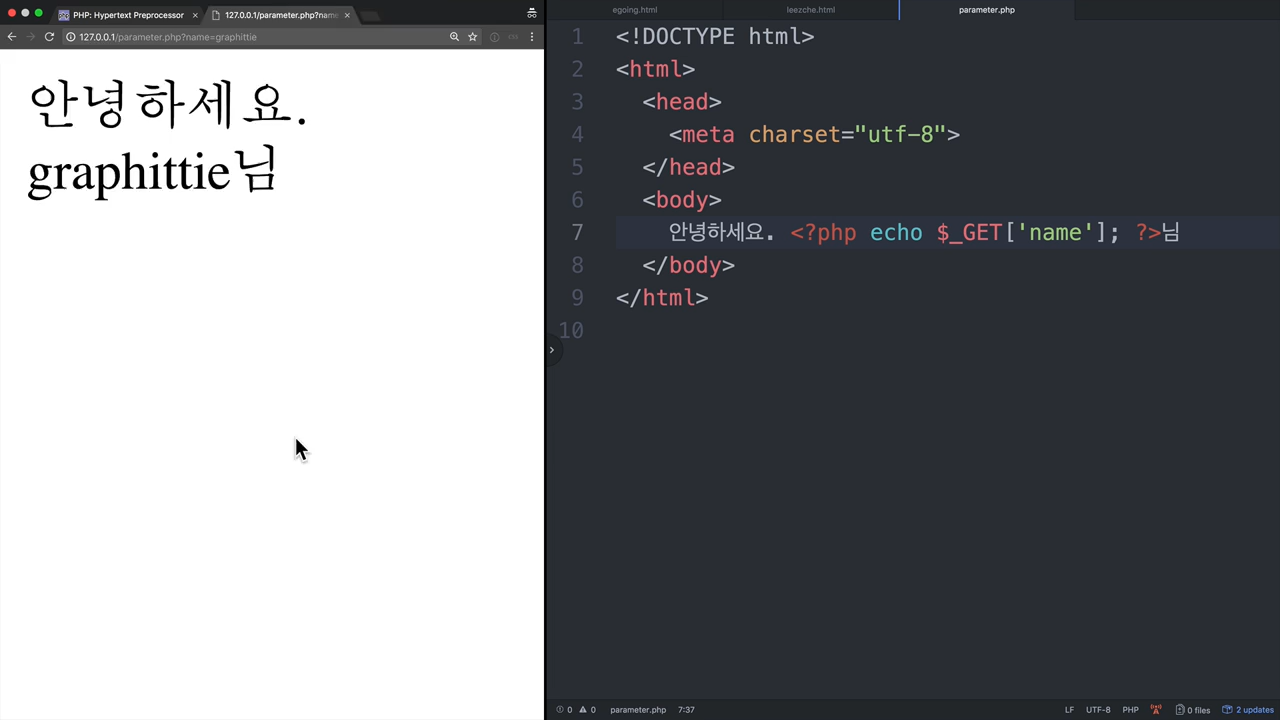 PHP: Hypertext Preprocessor
127.0.0.1/parameter.php?name
127.0.0.1/parameter.php?name=graphittie
안녕하세요.
graphittie님
egoing.html
leezche.html
parameter.php
1 <!DOCTYPE html>
2 <html>
3 <head>
4 <meta charset="utf-8">
5 </head>
6 <body>
7 안녕하세요. <?php echo $_GET['name']; ?>님
8 </body>
9 </html>
10
0 0 parameter.php 7:37
LF UTF-8 PHP 0 files 2 updates